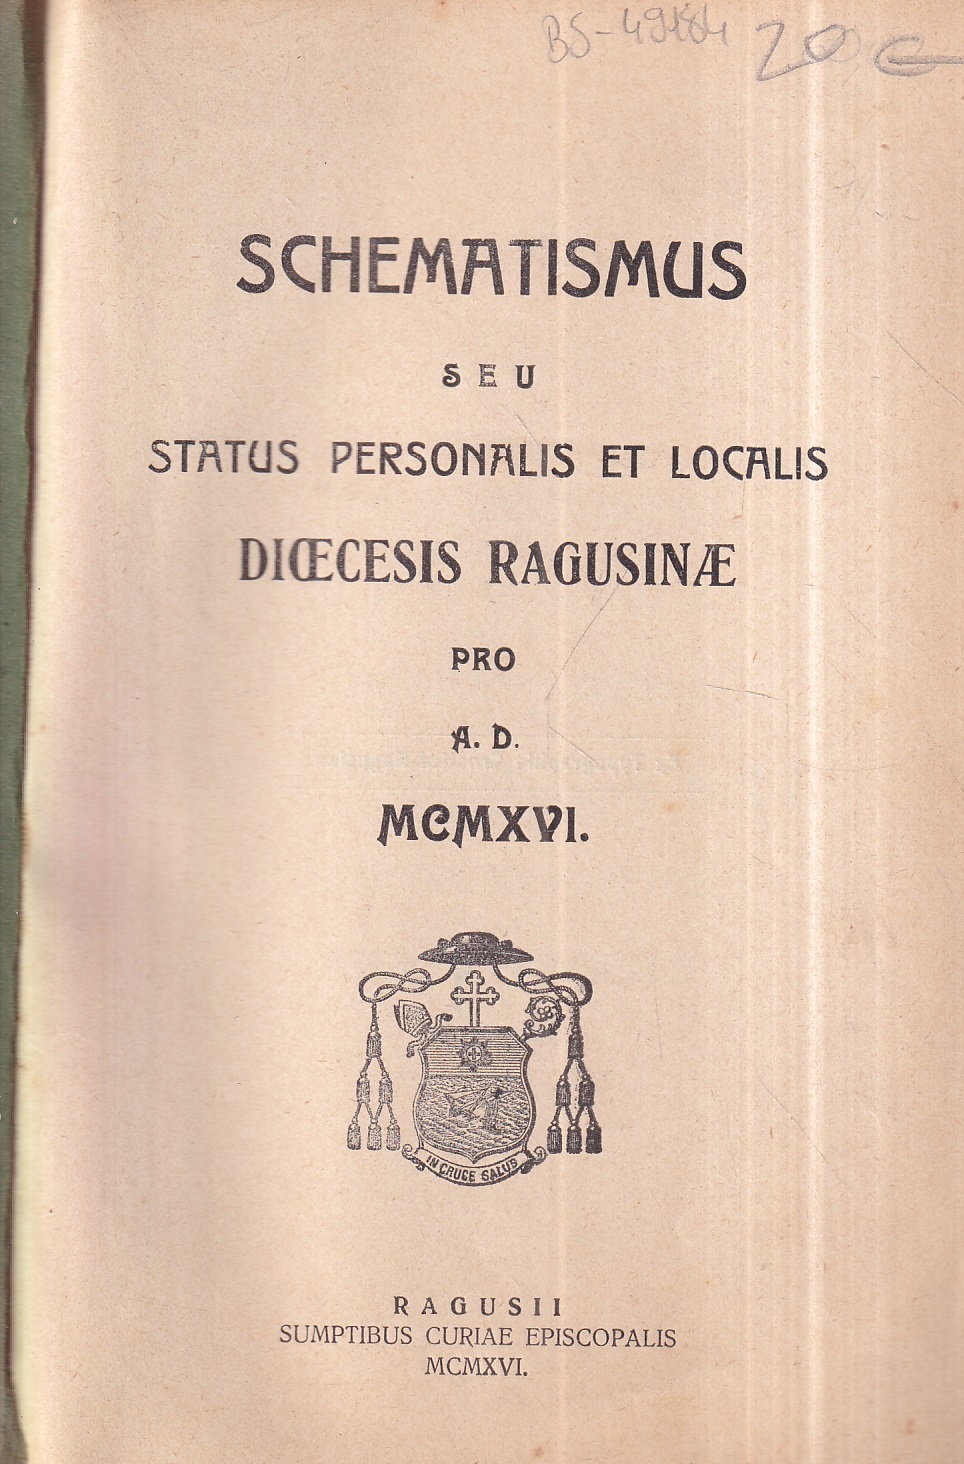 BS-49184 20 €
SCHEMATISMUS
SEU
STATUS PERSONALIS ET LOCALIS
DIŒCESIS RAGUSINÆ
PRO
A. D.
MCMXVI.
IN CRUCE SALUS
RAGUSII
SUMPTIBUS CURIAE EPISCOPALIS
MCMXVI.